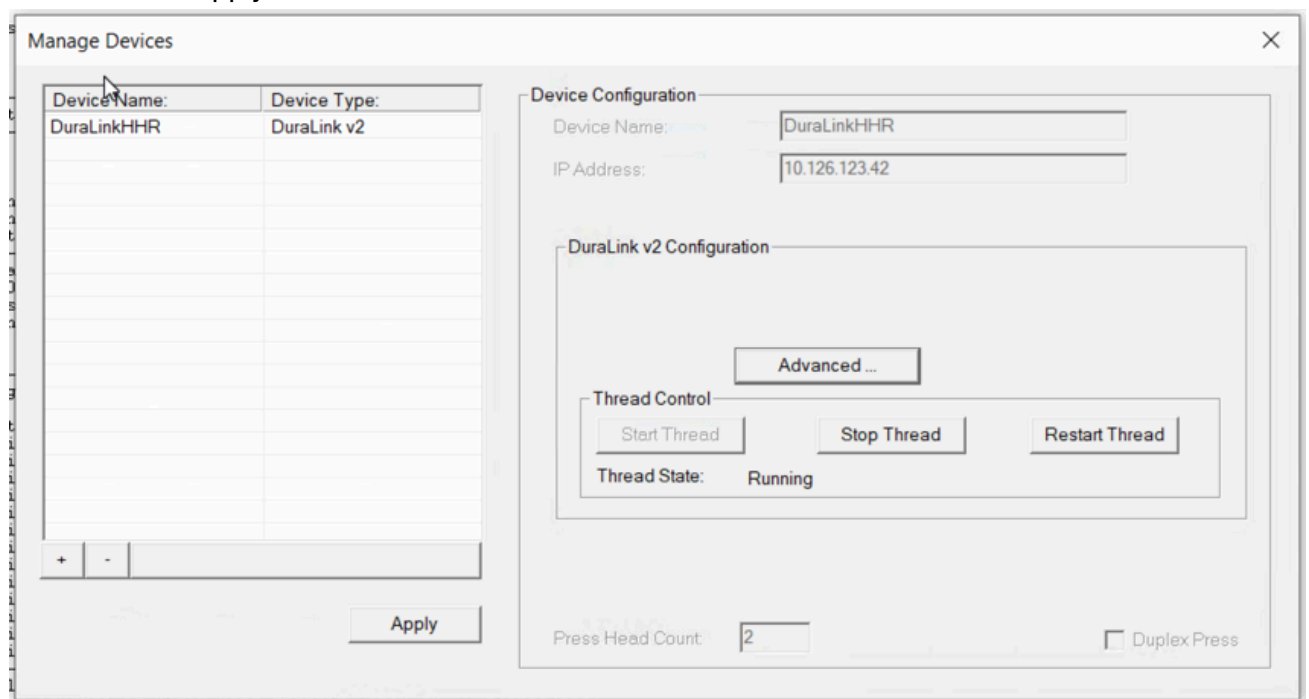 Apply
Manage Devices
Device Name: Device Type:
DuraLinkHHR DuraLink v2
+ -
Apply
Device Configuration
Device Name: DuraLinkHHR
IP Address: 10.126.123.42
DuraLink v2 Configuration
Advanced ...
Thread Control
Start Thread Stop Thread Restart Thread
Thread State: Running
Press Head Count: 2 Duplex Press